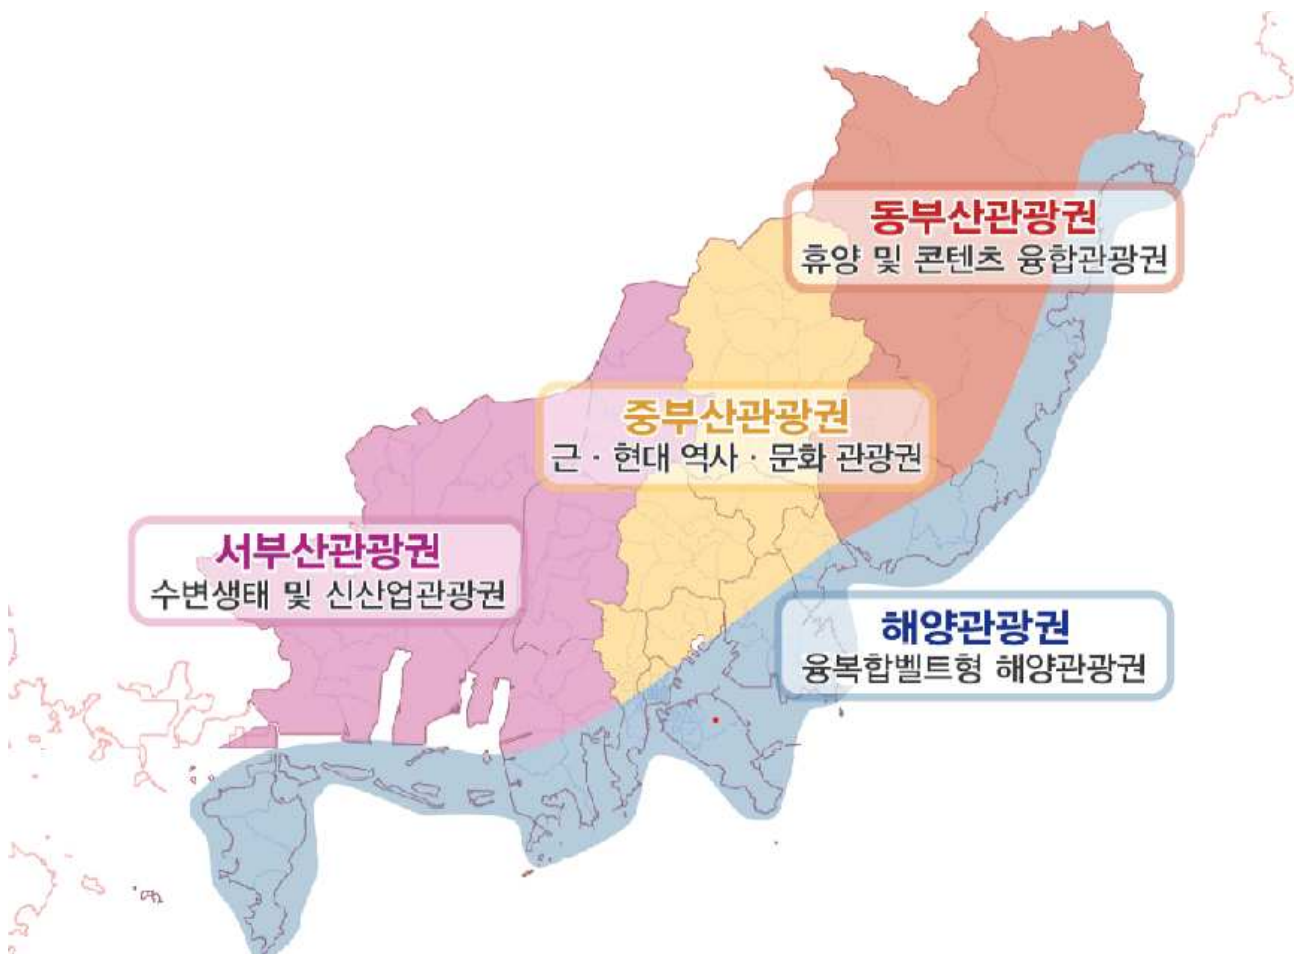 동부산관광권
휴양 및 콘텐츠 융합관광권
중부산관광권
근 · 현대 역사 · 문화 관광권
서부산관광권
수변생태 및 신산업관광권
해양관광권
융복합벨트형 해양관광권